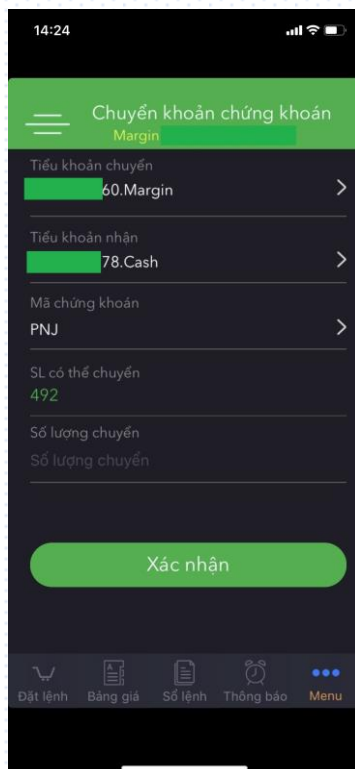 14:24
Chuyển khoản chứng khoán
Margin
Tiểu khoản chuyển
60.Margin
Tiểu khoản nhận
78.Cash
Mã chứng khoán
PNJ
SL có thể chuyển
492
Số lượng chuyển
Số lượng chuyển
Xác nhận
Đặt lệnh Bảng giá Sổ lệnh Thông báo Menu